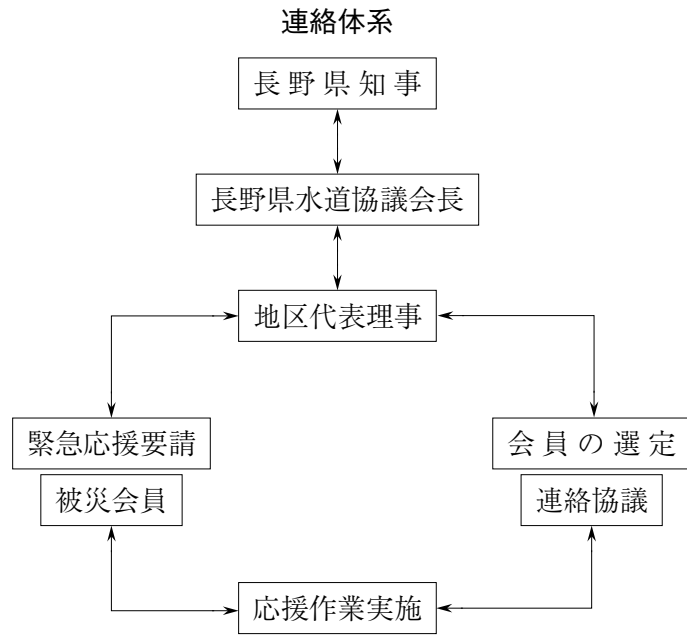 連絡体系
長野県知事
長野県水道協議会長
地区代表理事
緊急応援要請
会員の選定
被災会員
連絡協議
応援作業実施